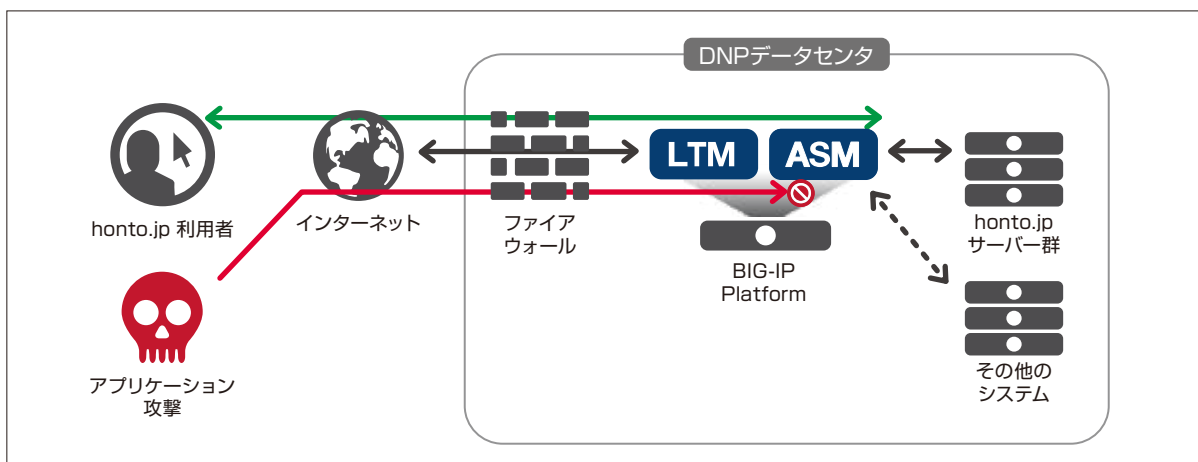 DNPデータセンタ
LTM
ASM
honto.jp 利用者
インターネット
ファイア
ウォール
BIG-IP
Platform
honto.jp
サーバー群
アプリケーション
攻撃
その他の
システム